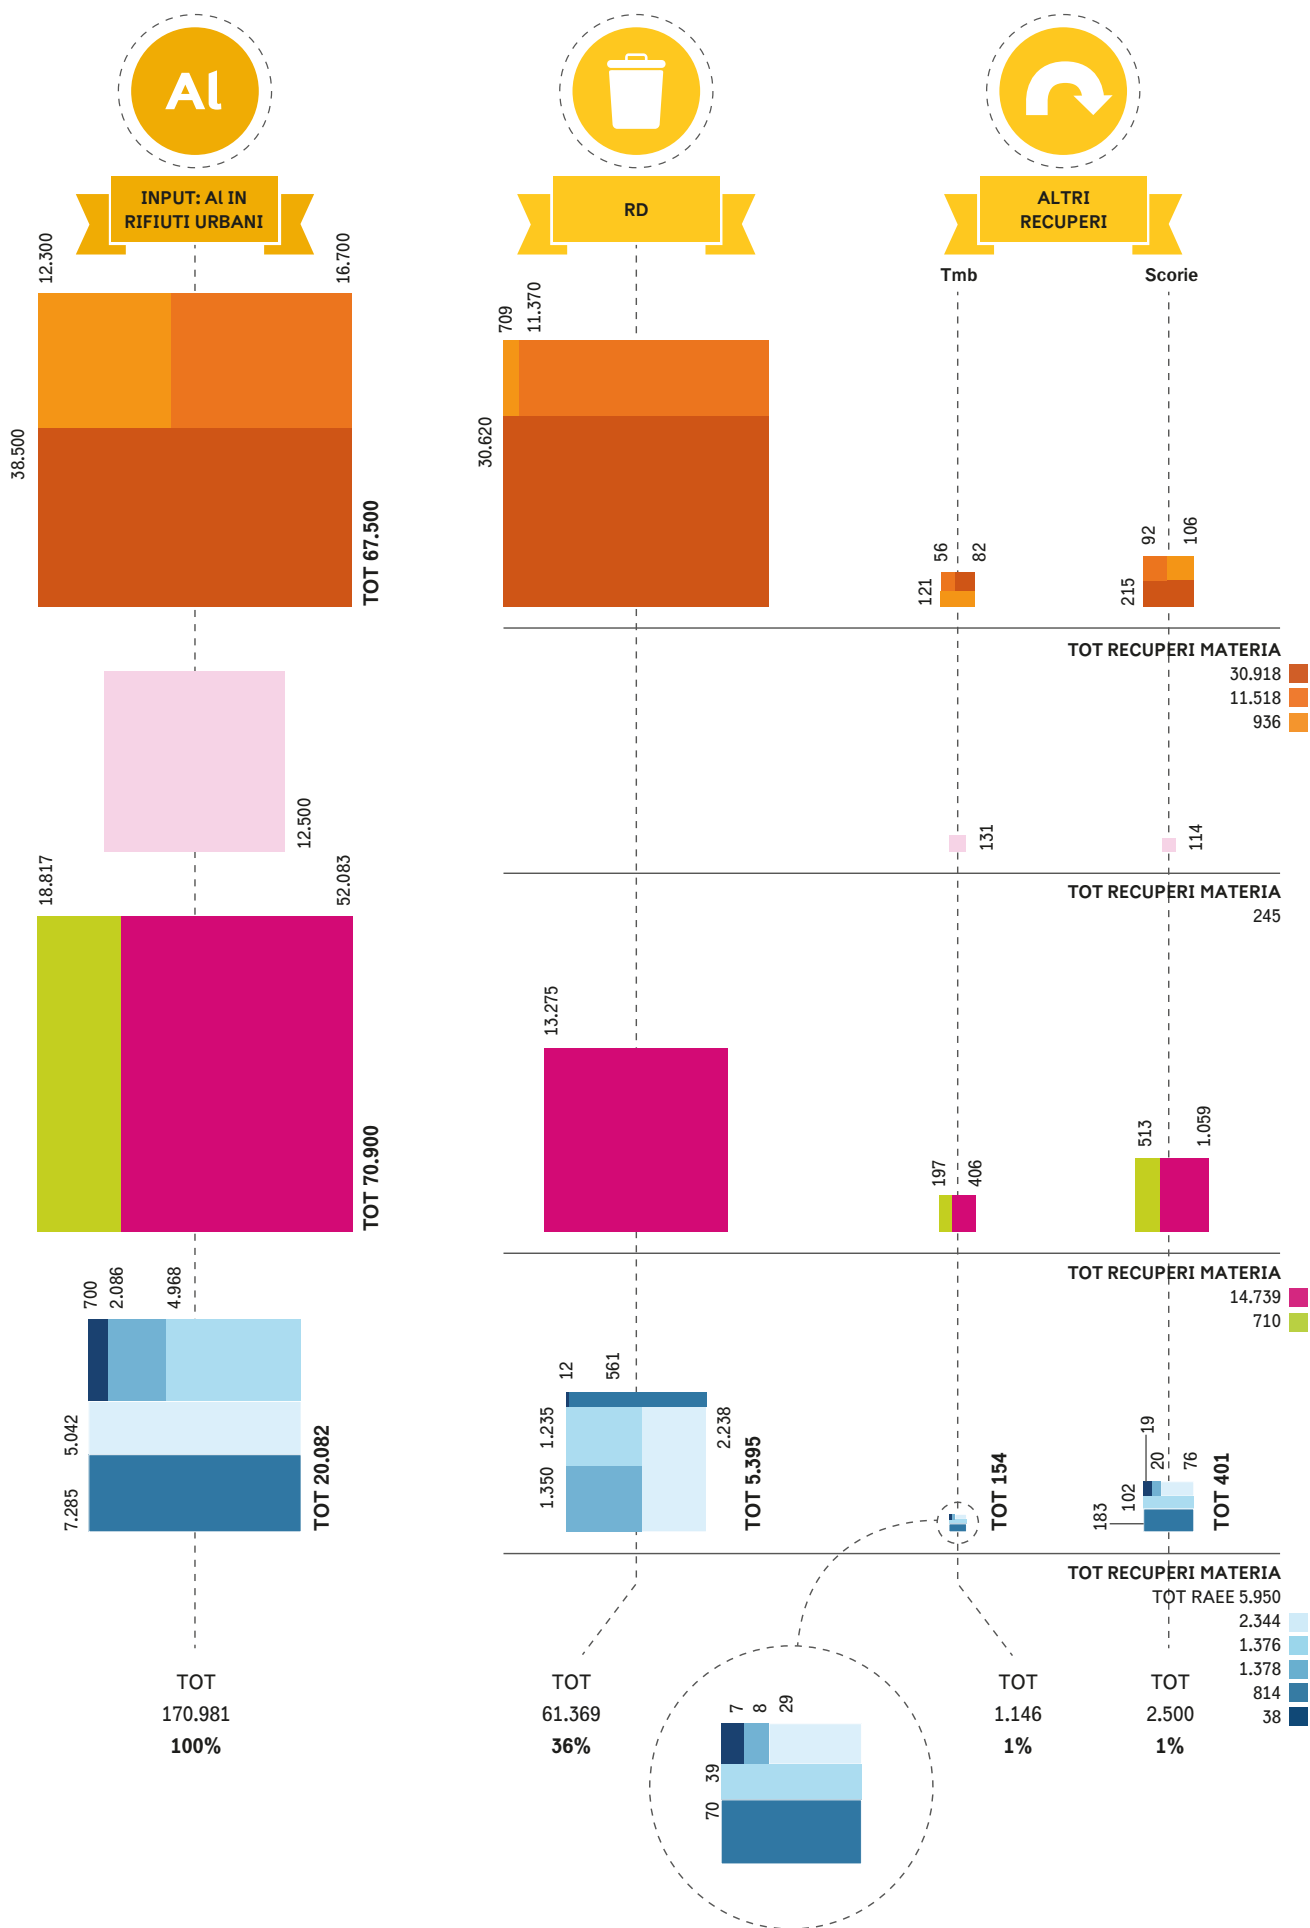 Al
INPUT: Al IN
RIFIUTI URBANI
RD
ALTRI
RECUPERI
Tmb
Scorie
12.300
16.700
38.500
TOT 67.500
709
11.370
30.620
56
82
121
92
106
215
TOT RECUPERI MATERIA
30.918
11.518
936
12.500
131
114
TOT RECUPERI MATERIA
245
18.817
52.083
TOT 70.900
13.275
197
406
513
1.059
TOT RECUPERI MATERIA
14.739
710
700
2.086
4.968
5.042
7.285
TOT 20.082
12
561
1.235
1.350
2.238
TOT 5.395
TOT 154
19
20
76
102
183
TOT 401
TOT RECUPERI MATERIA
TOT RAEE 5.950
2.344
1.376
1.378
814
38
TOT
170.981
100%
TOT
61.369
36%
7
8
29
39
70
TOT
1.146
1%
TOT
2.500
1%